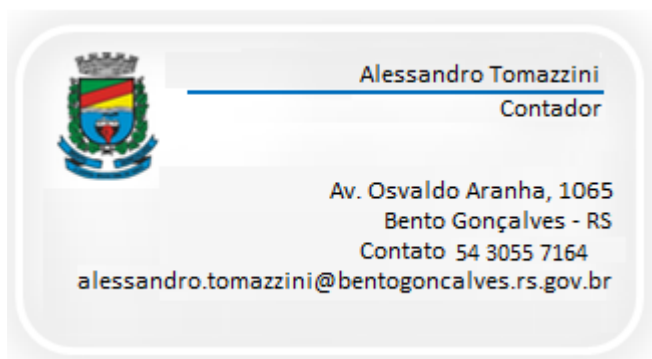 Alessandro Tomazzini
Contador
Av. Osvaldo Aranha, 1065
Bento Gonçalves - RS
Contato 54 3055 7164
alessandro.tomazzini@bentogoncalves.rs.gov.br